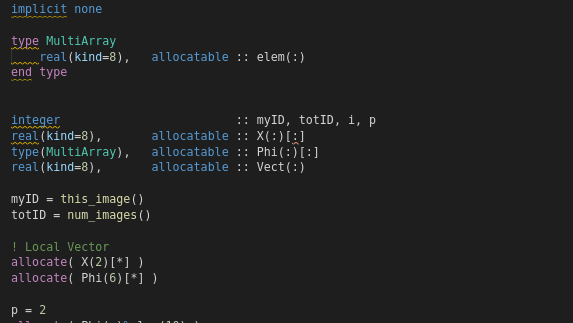 implicit none
type MultiArray
real(kind=8), allocatable :: elem(:)
end type
integer :: myID, totID, i, p
real(kind=8), allocatable :: X(:)[:]
type(MultiArray), allocatable :: Phi(:)[:]
real(kind=8), allocatable :: Vect(:)
myID = this_image()
totID = num_images()
! Local Vector
allocate( X(2)[*] )
allocate( Phi(6)[*] )
p = 2